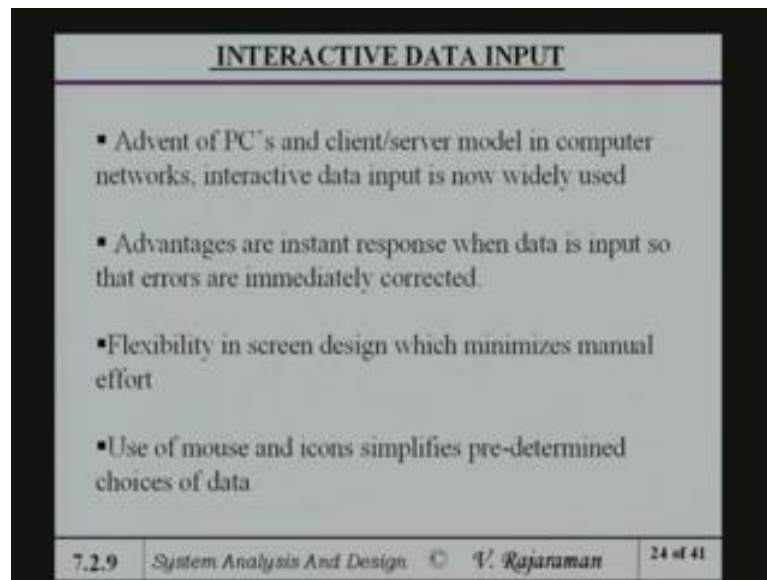 INTERACTIVE DATA INPUT
▪ Advent of PC`s and client/server model in computer
networks, interactive data input is now widely used
▪ Advantages are instant response when data is input so
that errors are immediately corrected.
▪Flexibility in screen design which minimizes manual
effort
▪Use of mouse and icons simplifies pre-determined
choices of data
7.2.9 System Analysis And Design © V. Rajaraman 24 of 41